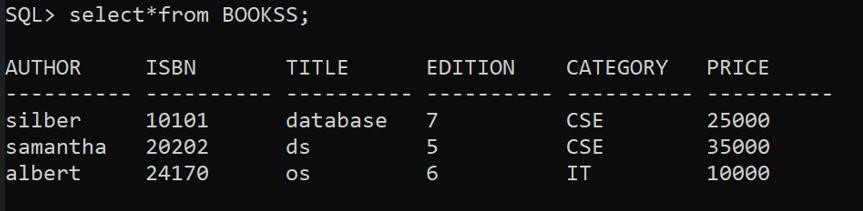 SQL> select*from BOOKSS;
AUTHOR     ISBN       TITLE      EDITION    CATEGORY   PRICE
---------- ---------- ---------- ---------- ---------- ----------
silber     10101      database   7          CSE        25000
samantha   20202      ds         5          CSE        35000
albert     24170      os         6          IT         10000